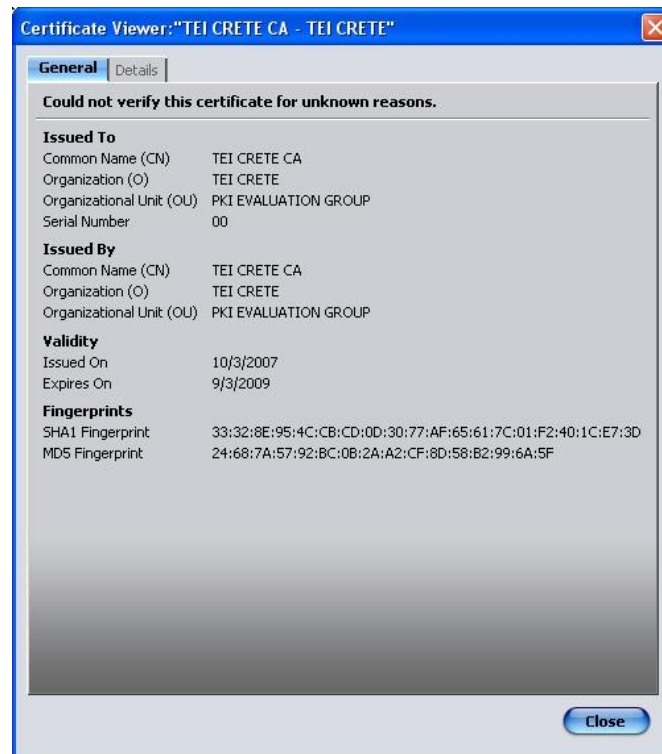 Certificate Viewer:"TEI CRETE CA - TEI CRETE"
General Details
Could not verify this certificate for unknown reasons.
Issued To
Common Name (CN) TEI CRETE CA
Organization (O) TEI CRETE
Organizational Unit (OU) PKI EVALUATION GROUP
Serial Number 00
Issued By
Common Name (CN) TEI CRETE CA
Organization (O) TEI CRETE
Organizational Unit (OU) PKI EVALUATION GROUP
Validity
Issued On 10/3/2007
Expires On 9/3/2009
Fingerprints
SHA1 Fingerprint 33:32:8E:95:4C:CB:CD:0D:30:77:AF:65:61:7C:01:F2:40:1C:E7:3D
MD5 Fingerprint 24:68:7A:57:92:BC:0B:2A:A2:CF:8D:58:B2:99:6A:5F
Close